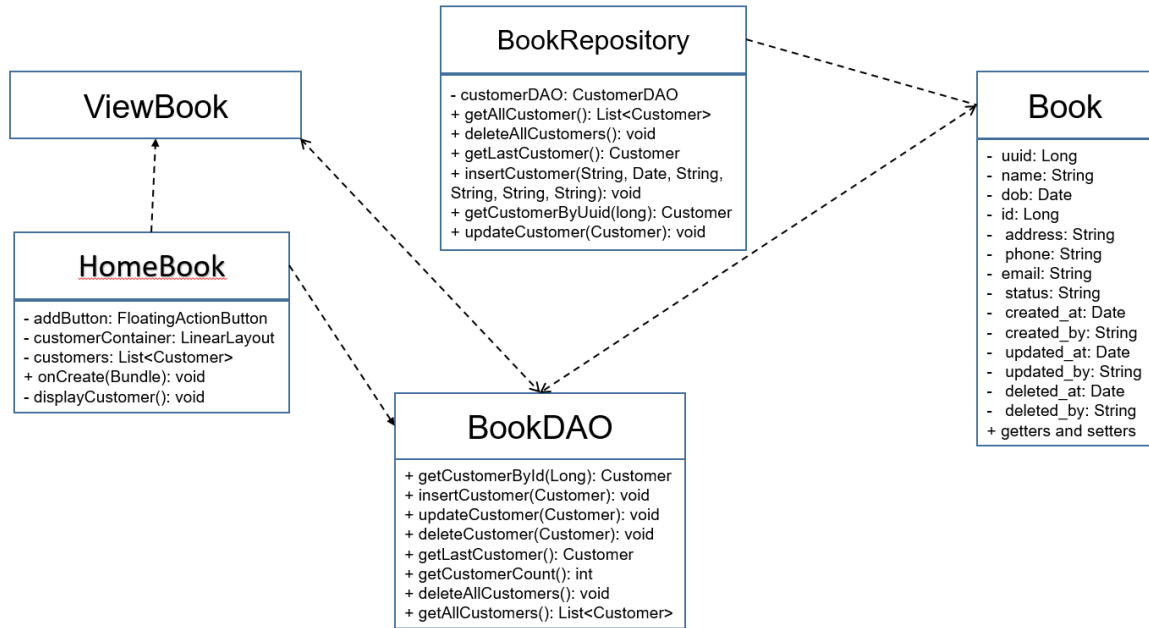 BookRepository
- customerDAO: CustomerDAO
+ getAllCustomer(): List<Customer>
+ deleteAllCustomers(): void
+ getLastCustomer(): Customer
+ insertCustomer(String, Date, String,
String, String, String): void
+ getCustomerByUuid(long): Customer
+ updateCustomer(Customer): void
ViewBook
Book
- uuid: Long
- name: String
- dob: Date
- id: Long
- address: String
- phone: String
- email: String
- status: String
- created_at: Date
- created_by: String
- updated_at: Date
- updated_by: String
- deleted_at: Date
- deleted_by: String
+ getters and setters
HomeBook
- addButton: FloatingActionButton
- customerContainer: LinearLayout
- customers: List<Customer>
+ onCreate(Bundle): void
- displayCustomer(): void
BookDAO
+ getCustomerById(Long): Customer
+ insertCustomer(Customer): void
+ updateCustomer(Customer): void
+ deleteCustomer(Customer): void
+ getLastCustomer(): Customer
+ getCustomerCount(): int
+ deleteAllCustomers(): void
+ getAllCustomers(): List<Customer>